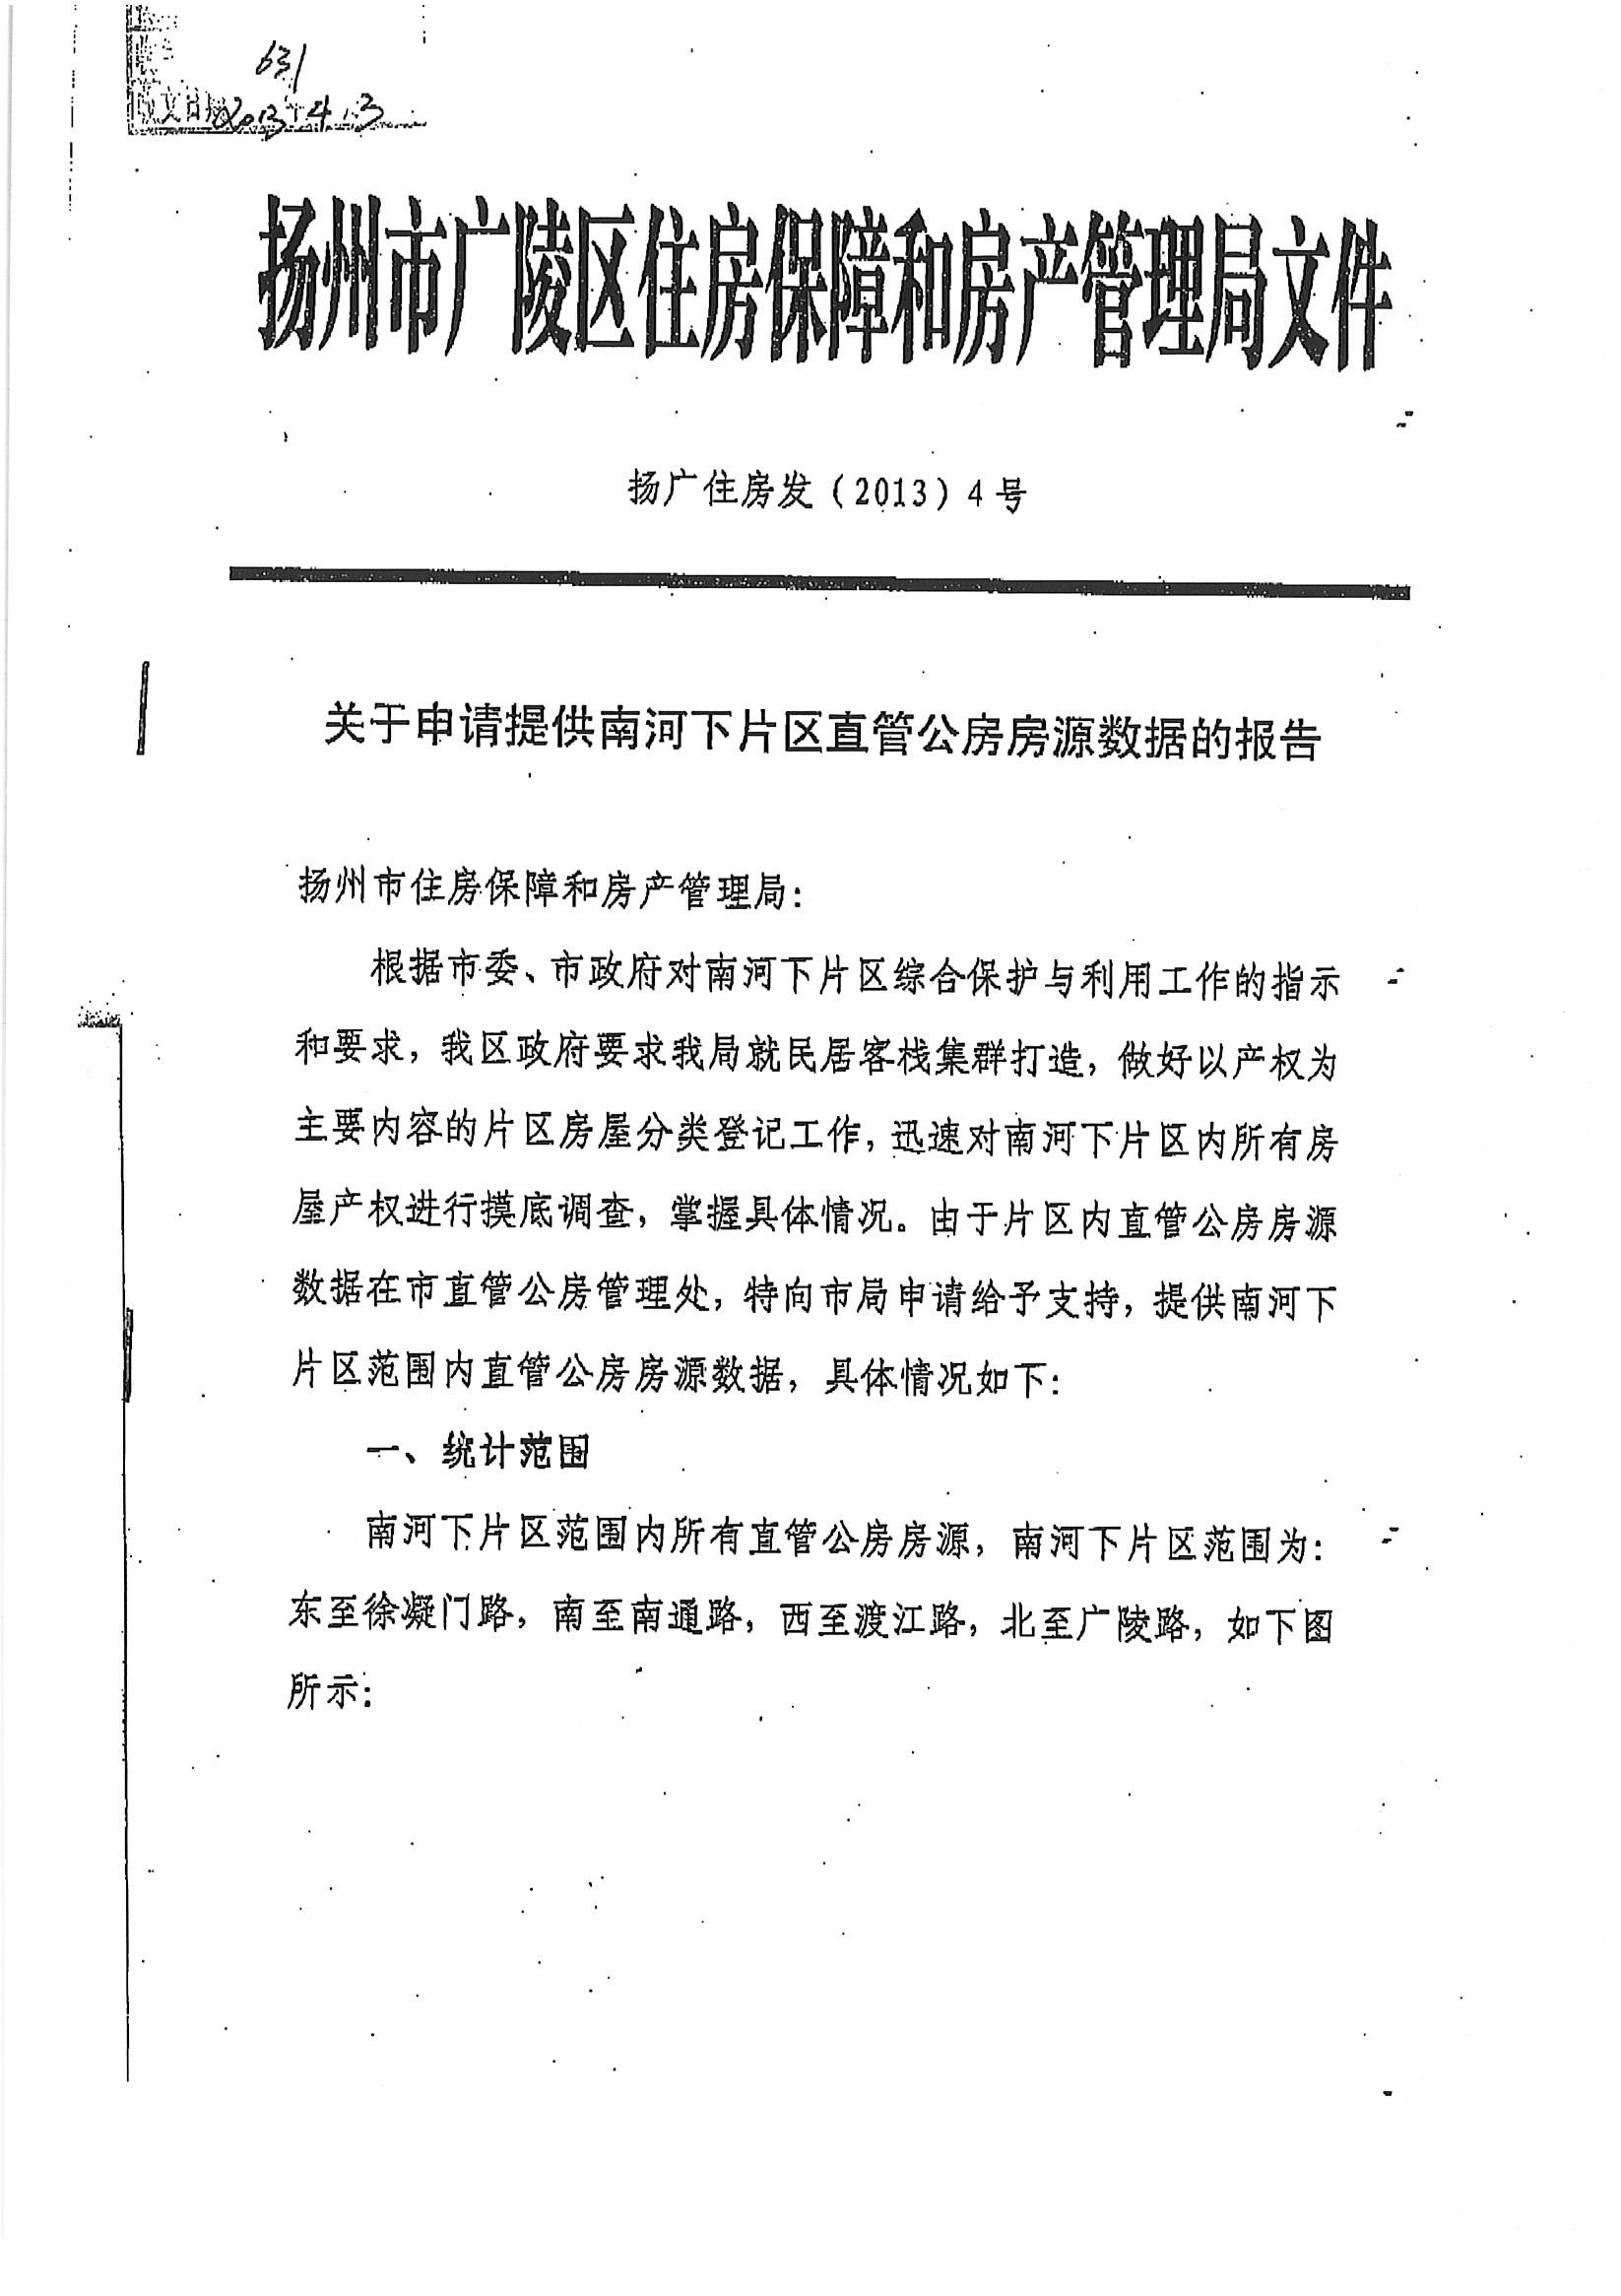 631
收文日期2013年4.3
扬州市广陵区住房保障和房产管理局文件
扬广住房发（2013）4号
关于申请提供南河下片区直管公房房源数据的报告
扬州市住房保障和房产管理局：
根据市委、市政府对南河下片区综合保护与利用工作的指示
和要求，我区政府要求我局就民居客栈集群打造，做好以产权为
主要内容的片区房屋分类登记工作，迅速对南河下片区内所有房
屋产权进行摸底调查，掌握具体情况。由于片区内直管公房房源
数据在市直管公房管理处，特向市局申请给予支持，提供南河下
片区范围内直管公房房源数据，具体情况如下：
一、统计范围
南河下片区范围内所有直管公房房源，南河下片区范围为：
东至徐凝门路，南至南通路，西至渡江路，北至广陵路，如下图
所示：